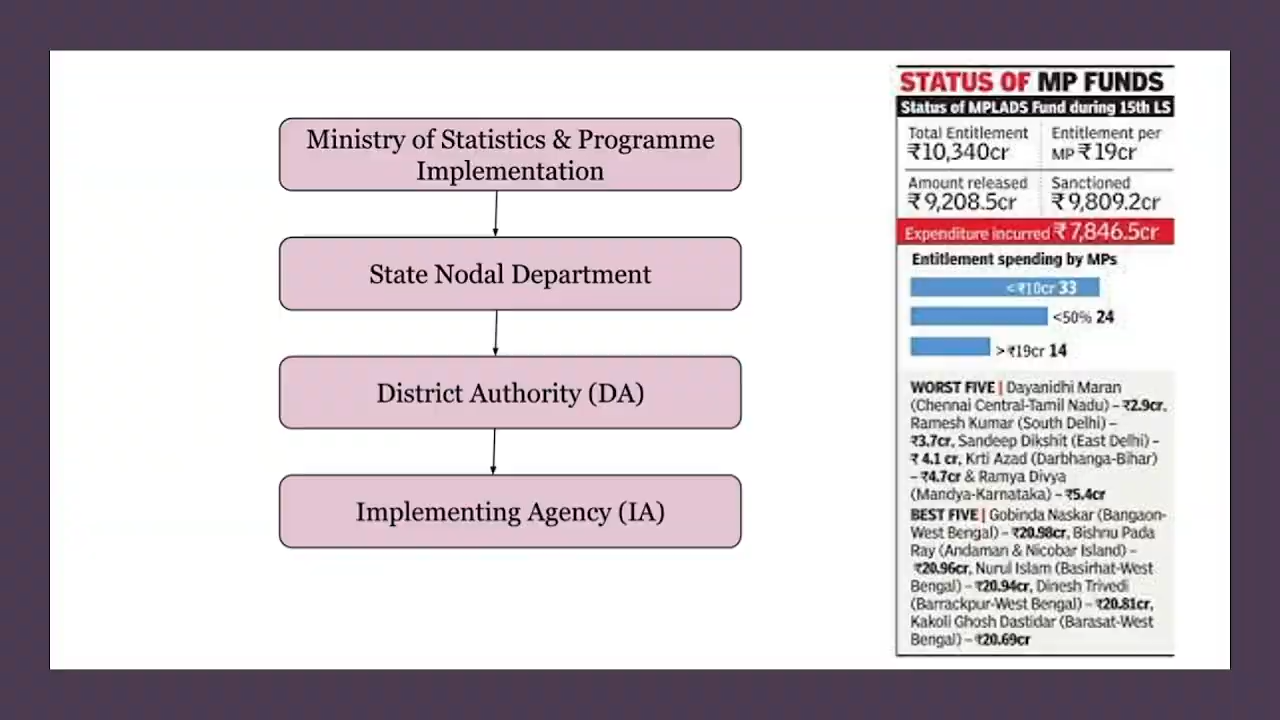 Ministry of Statistics & Programme
Implementation
State Nodal Department
District Authority (DA)
Implementing Agency (IA)
STATUS OF MP FUNDS
Status of MPLADS Fund during 15th LS
Total Entitlement
₹10,340cr
Entitlement per
MP ₹19cr
Amount released
₹9,208.5cr
Sanctioned
₹9,809.2cr
Expenditure incurred ₹7,846.5cr
Entitlement spending by MPs
<₹10cr 33
<50% 24
>₹19cr 14
WORST FIVE | Dayanidhi Maran
(Chennai Central-Tamil Nadu) – ₹2.9cr,
Ramesh Kumar (South Delhi) –
₹3.7cr, Sandeep Dikshit (East Delhi) –
₹4.1 cr, Krti Azad (Darbhanga-Bihar)
– ₹4.7cr & Ramya Divya
(Mandya-Karnataka) – ₹5.4cr
BEST FIVE | Gobinda Naskar (Bangaon-
West Bengal) – ₹20.98cr, Bishnu Pada
Ray (Andaman & Nicobar Island) –
₹20.96cr, Nurul Islam (Basirhat-West
Bengal) – ₹20.94cr, Dinesh Trivedi
(Barrackpur-West Bengal) – ₹20.81cr,
Kakoli Ghosh Dastidar (Barasat-West
Bengal) – ₹20.69cr